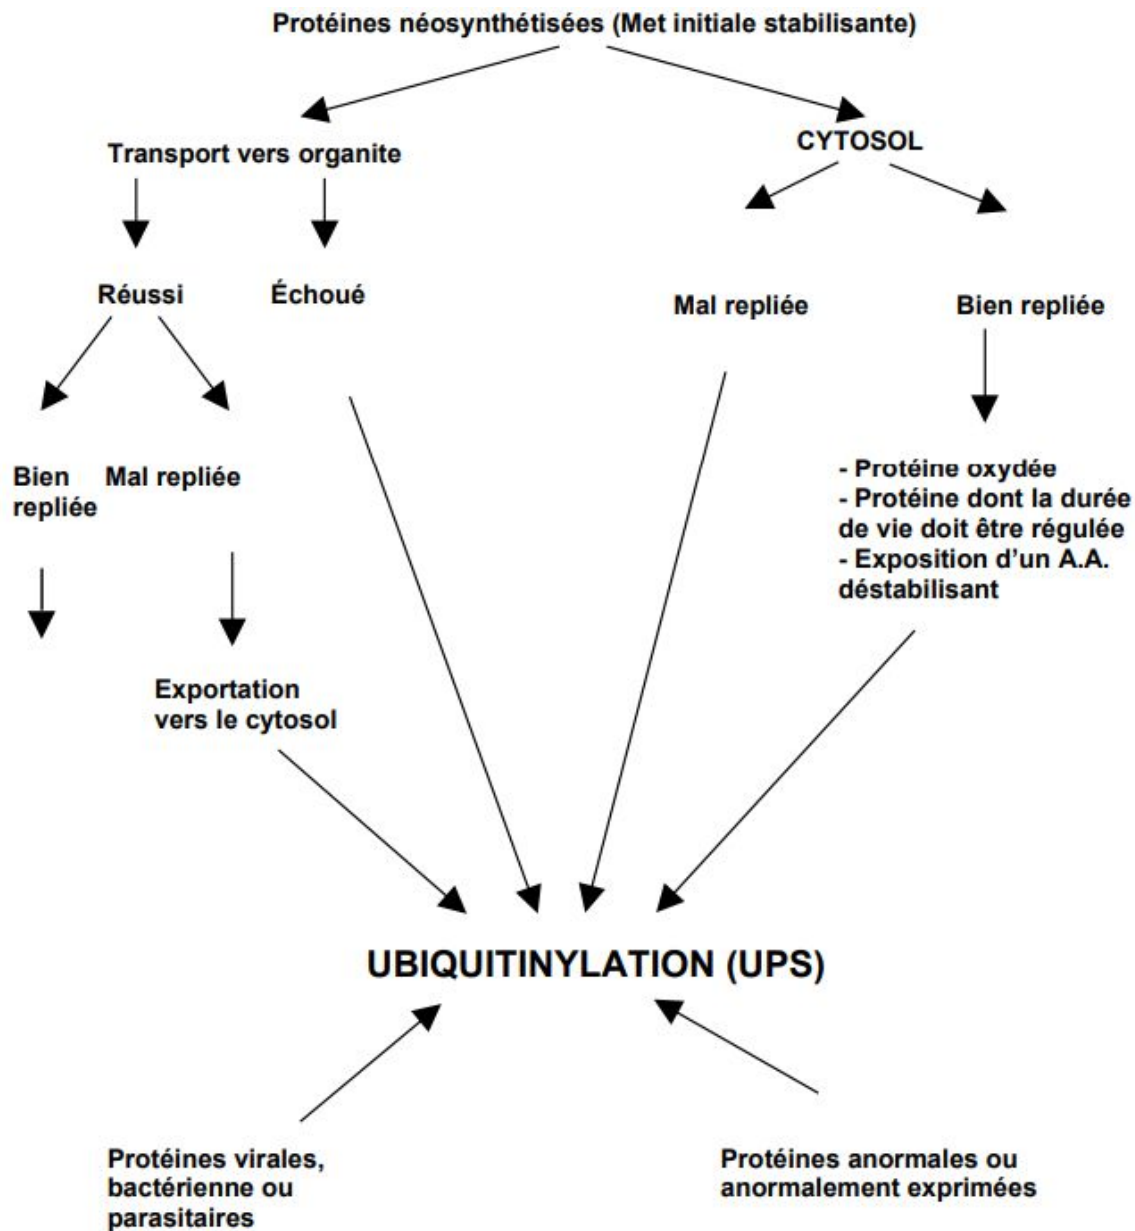 Protéines néosynthétisées (Met initiale stabilisante)
Transport vers organite
CYTOSOL
Réussi
Échoué
Mal repliée
Bien repliée
Bien
repliée
Mal repliée
- Protéine oxydée
- Protéine dont la durée
de vie doit être régulée
- Exposition d'un A.A.
déstabilisant
Exportation
vers le cytosol
UBIQUITINYLATION (UPS)
Protéines virales,
bactérienne ou
parasitaires
Protéines anormales ou
anormalement exprimées